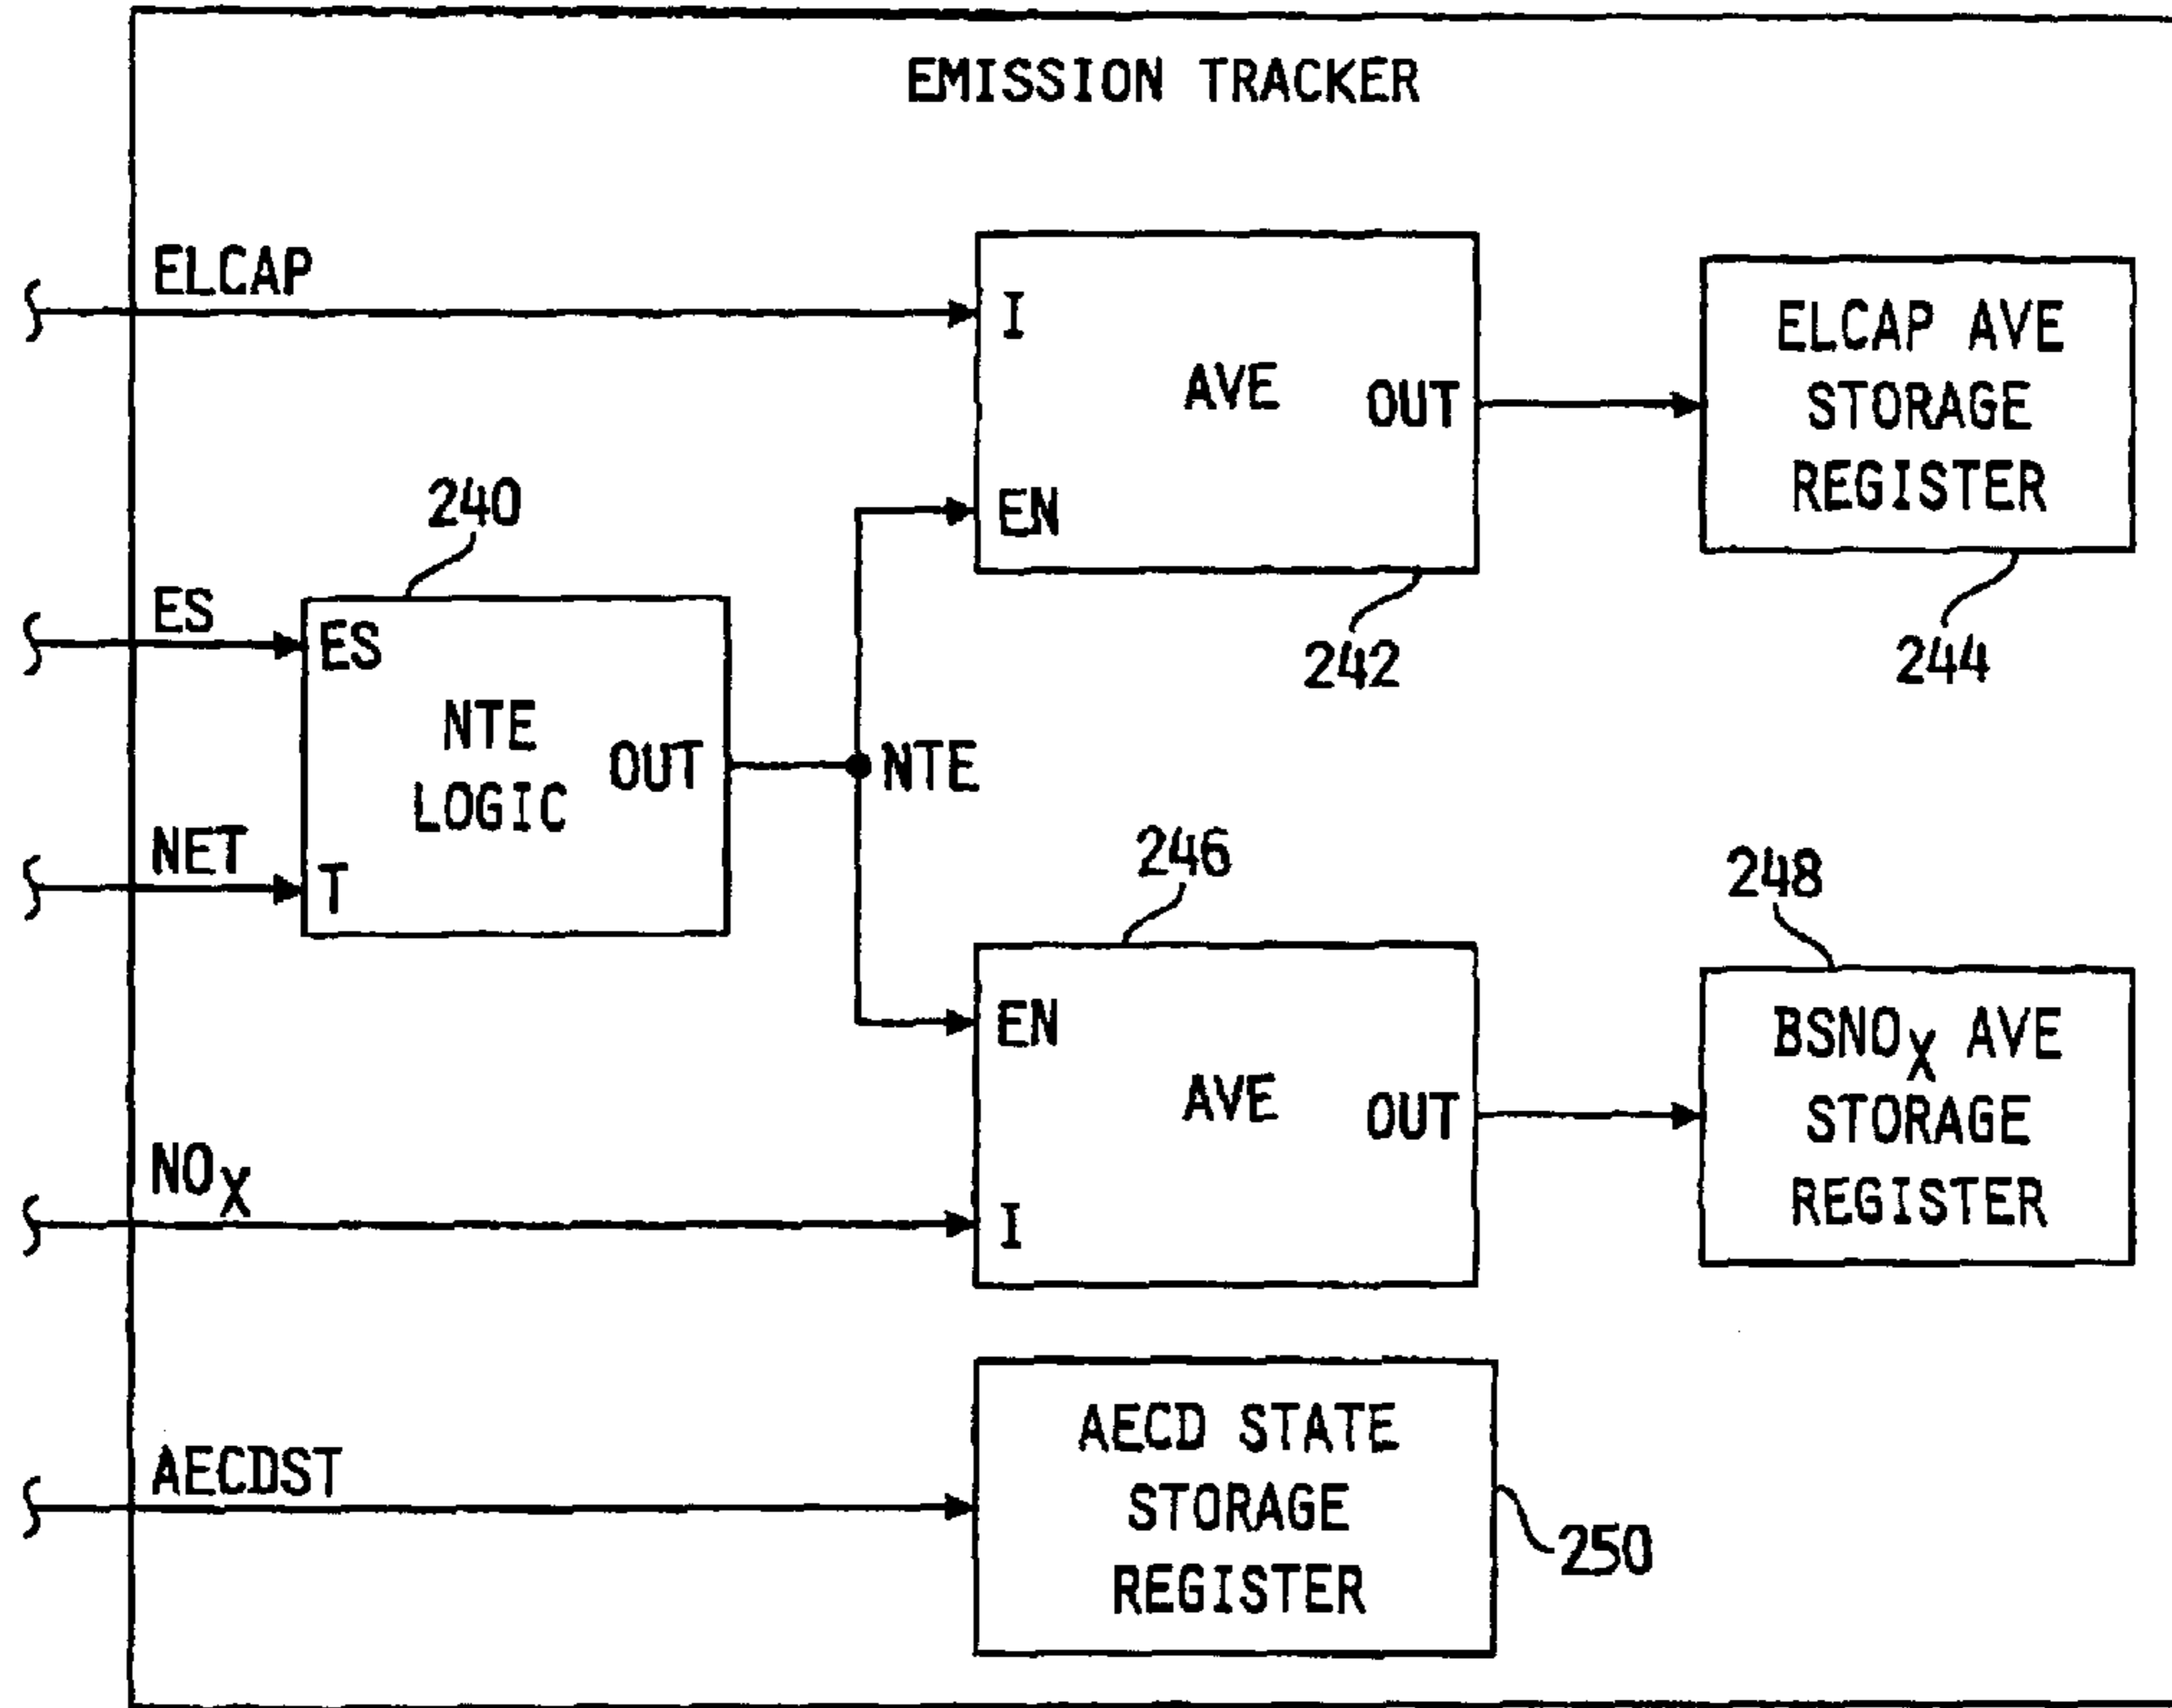 EMISSION TRACKER
ELCAP
I
AVE
OUT
EN
ELCAP AVE
STORAGE
REGISTER
240
242
244
ES
ES
NTE
LOGIC
OUT
NTE
NET
T
246
248
EN
AVE
OUT
I
BSNOX AVE
STORAGE
REGISTER
NOX
AECDST
AECD STATE
STORAGE
REGISTER
250